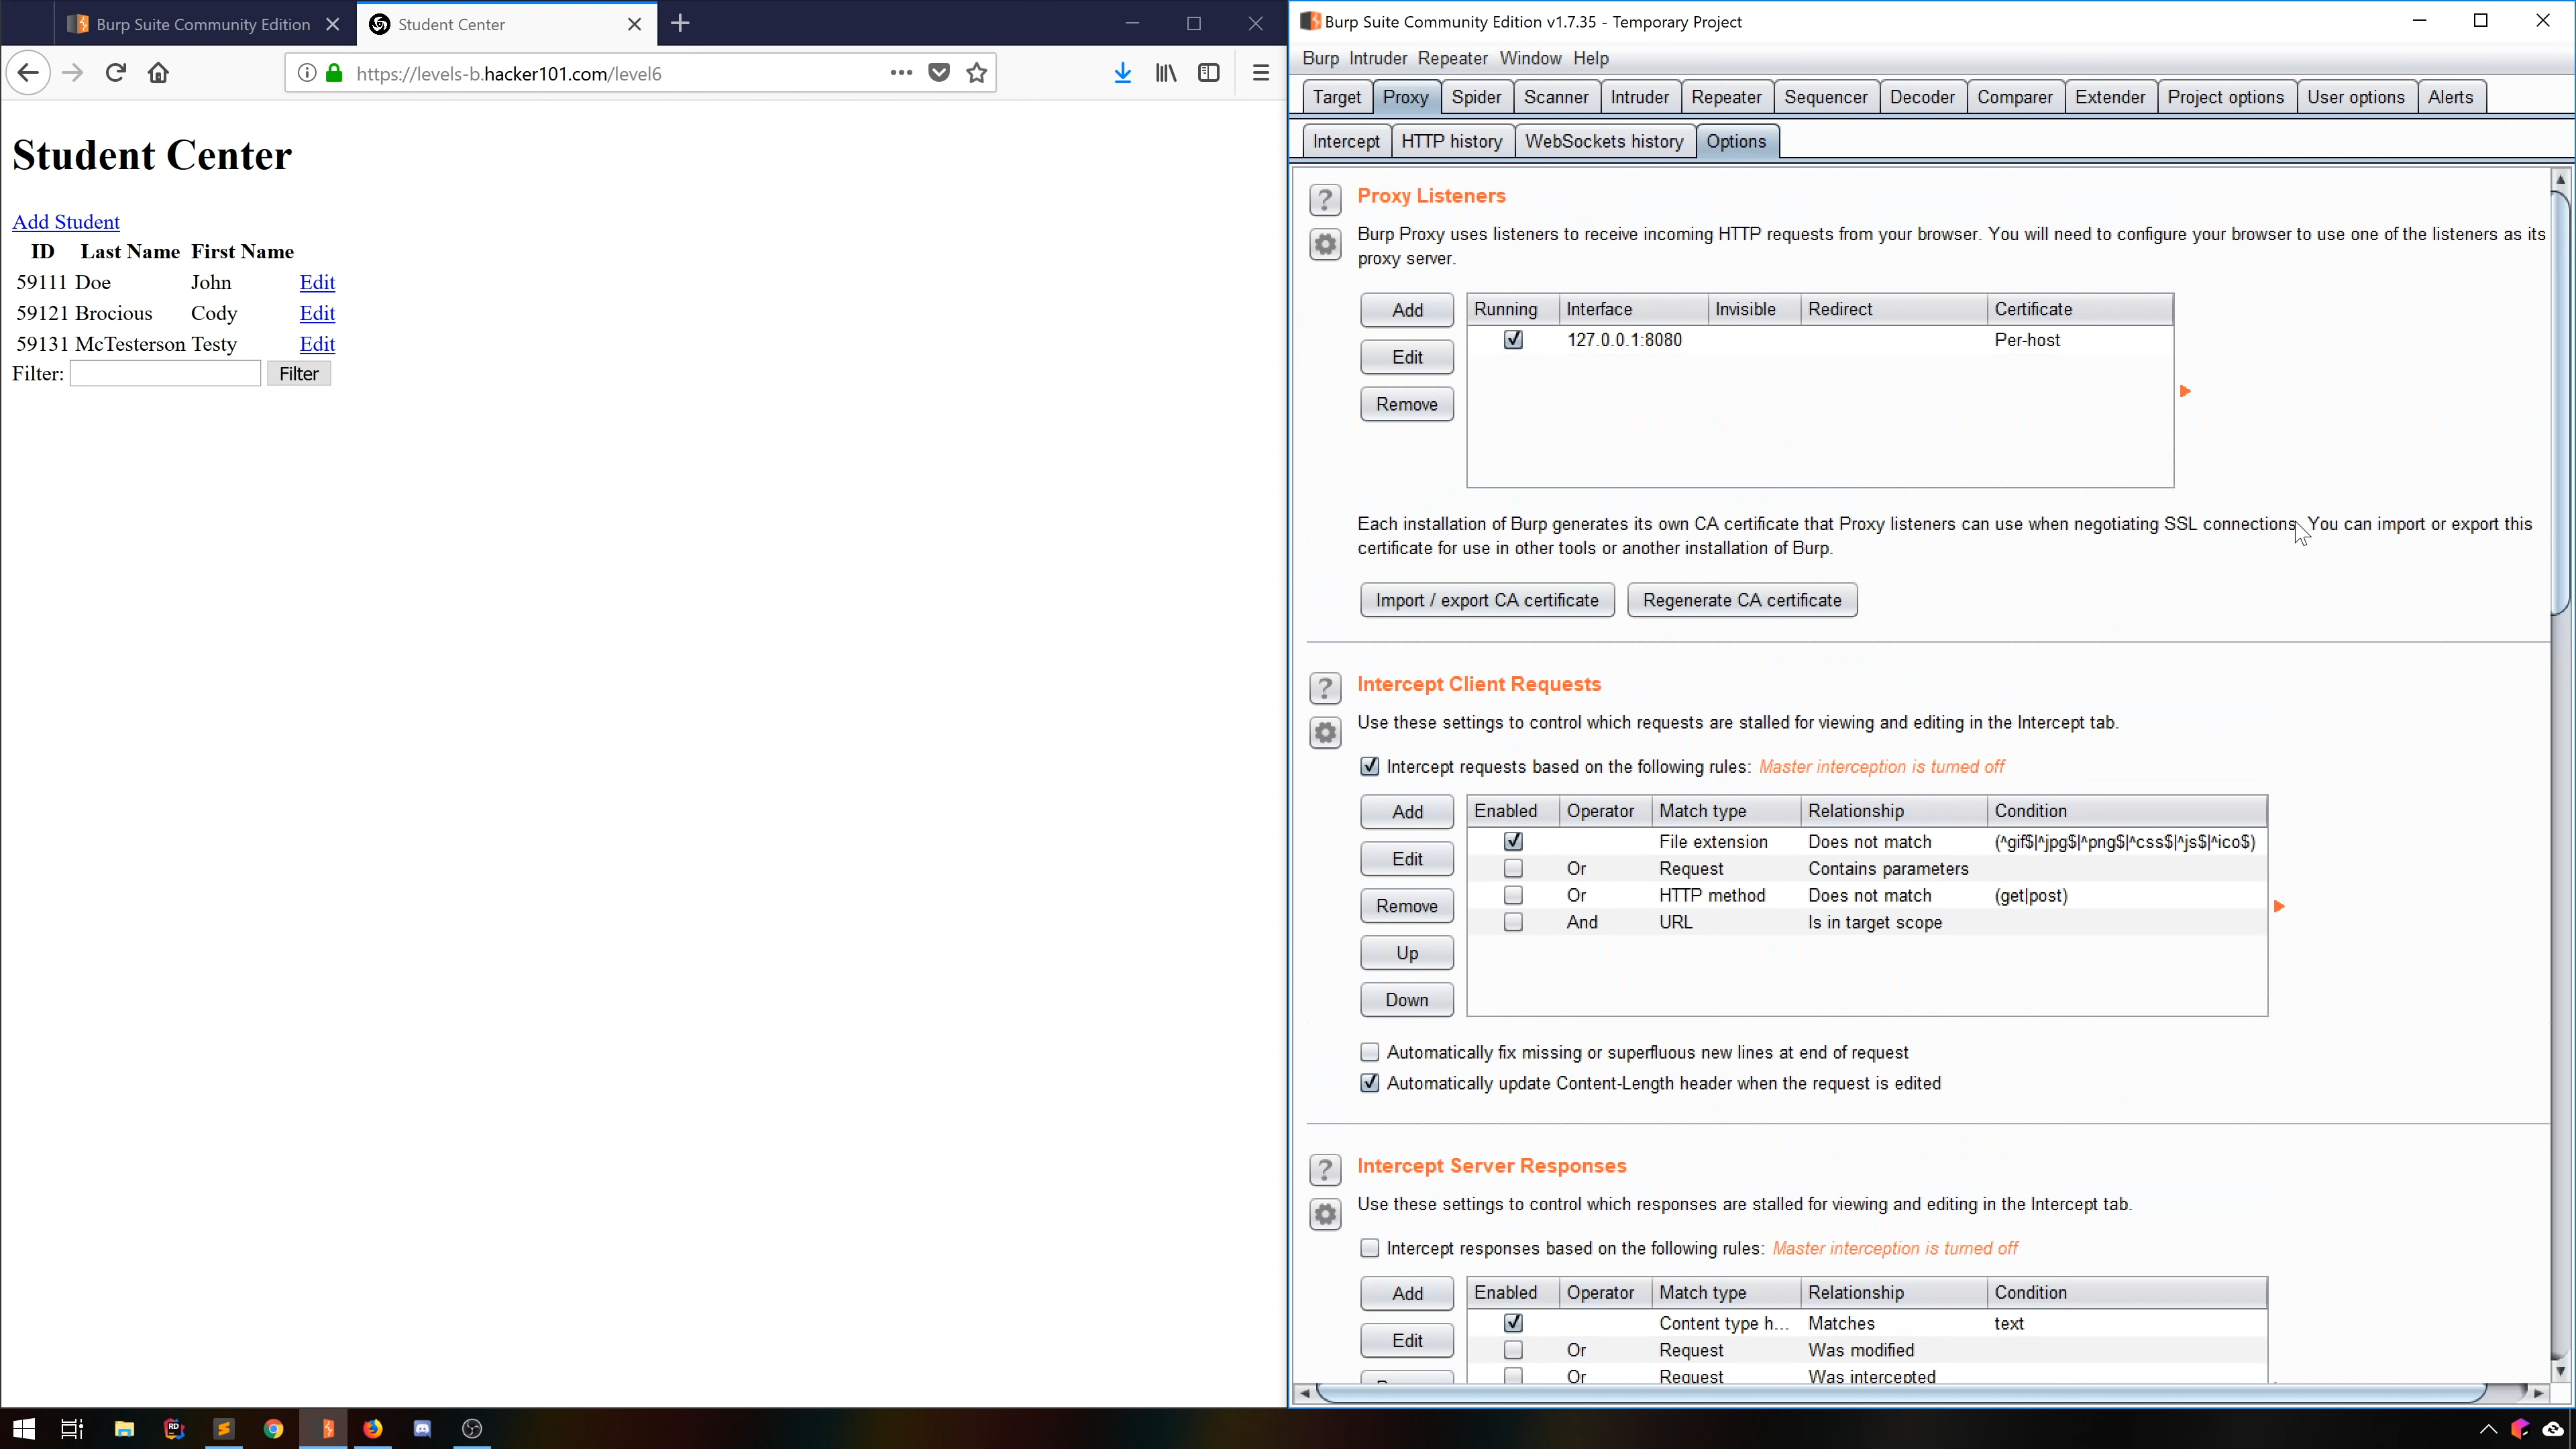 Burp Suite Community Edition
Student Center
https://levels-b.hacker101.com/level6
Student Center
Add Student
ID Last Name First Name
59111 Doe John Edit
59121 Brocious Cody Edit
59131 McTesterson Testy Edit
Filter: Filter
Burp Suite Community Edition v1.7.35 - Temporary Project
Burp Intruder Repeater Window Help
Target Proxy Spider Scanner Intruder Repeater Sequencer Decoder Comparer Extender Project options User options Alerts
Intercept HTTP history WebSockets history Options
? Proxy Listeners
Burp Proxy uses listeners to receive incoming HTTP requests from your browser. You will need to configure your browser to use one of the listeners as its
proxy server.
Add Running Interface Invisible Redirect Certificate
127.0.0.1:8080 Per-host
Edit
Remove
Each installation of Burp generates its own CA certificate that Proxy listeners can use when negotiating SSL connections. You can import or export this
certificate for use in other tools or another installation of Burp.
Import / export CA certificate Regenerate CA certificate
? Intercept Client Requests
Use these settings to control which requests are stalled for viewing and editing in the Intercept tab.
Intercept requests based on the following rules: Master interception is turned off
Add Enabled Operator Match type Relationship Condition
File extension Does not match (^gif$|^jpg$|^png$|^css$|^js$|^ico$)
Edit Or Request Contains parameters
Remove Or HTTP method Does not match (get|post)
And URL Is in target scope
Up
Down
Automatically fix missing or superfluous new lines at end of request
Automatically update Content-Length header when the request is edited
? Intercept Server Responses
Use these settings to control which responses are stalled for viewing and editing in the Intercept tab.
Intercept responses based on the following rules: Master interception is turned off
Add Enabled Operator Match type Relationship Condition
Content type h... Matches text
Edit Or Request Was modified
Or Request Was intercepted
RD